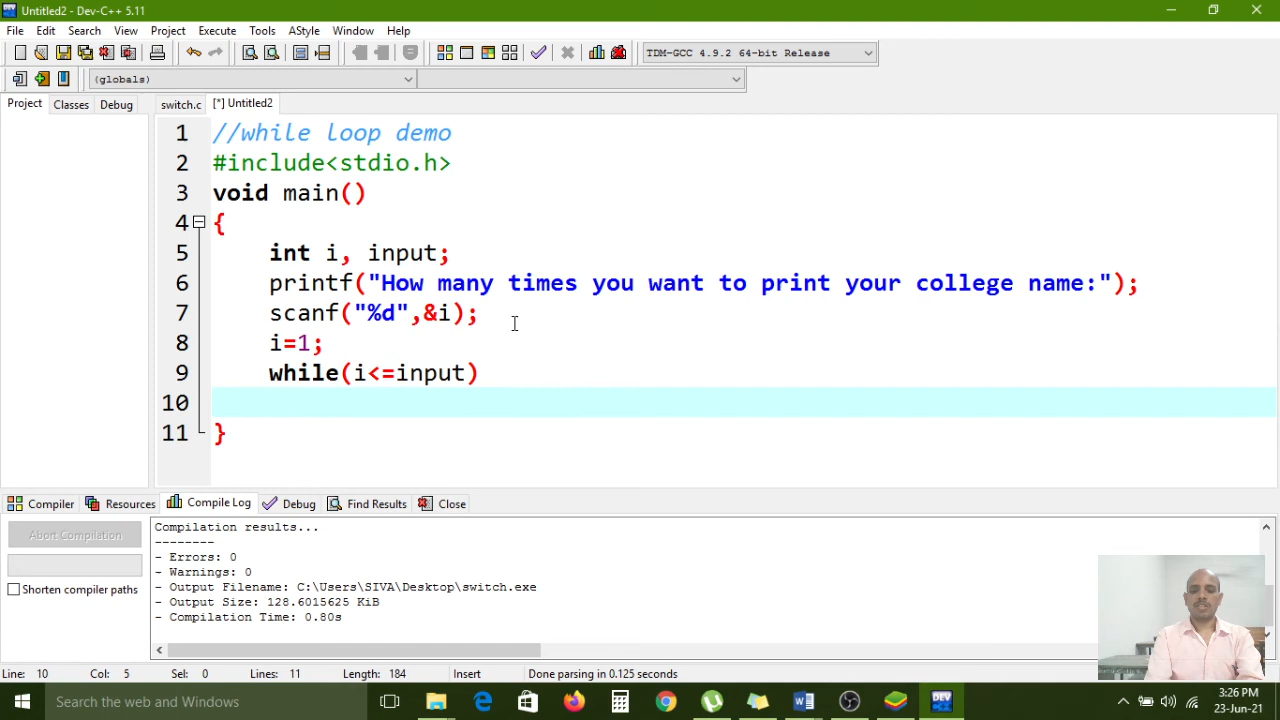 Untitled2 - Dev-C++ 5.11
File Edit Search View Project Execute Tools AStyle Window Help
TDM-GCC 4.9.2 64-bit Release
(globals)
Project Classes Debug switch.c [*] Untitled2
1 //while loop demo
2 #include<stdio.h>
3 void main()
4 {
5 int i, input;
6 printf("How many times you want to print your college name:");
7 scanf("%d",&i);
8 i=1;
9 while(i<=input)
10
11 }
Compiler Resources Compile Log Debug Find Results Close
Abort Compilation
Shorten compiler paths
Compilation results...
--------
- Errors: 0
- Warnings: 0
- Output Filename: C:\Users\SIVA\Desktop\switch.exe
- Output Size: 128.6015625 KiB
- Compilation Time: 0.80s
Line: 10 Col: 5 Sel: 0 Lines: 11 Length: 184 Insert Done parsing in 0.125 seconds
Search the web and Windows
3:26 PM
23-Jun-21